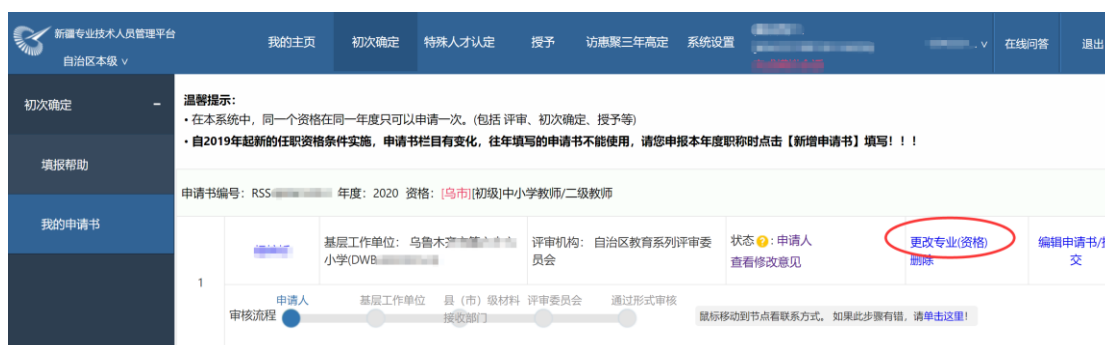 新疆专业技术人员管理平台
自治区本级 ∨
我的主页 初次确定 特殊人才认定 授予 访惠聚三年高定 系统设置 ∨ 在线问答 退出
初次确定 －
填报帮助
我的申请书
温馨提示：
• 在本系统中，同一个资格在同一年度只可以申请一次。(包括 评审、初次确定、授予等)
• 自2019年起新的任职资格条件实施，申请书栏目有变化，往年填写的申请书不能使用，请您申报本年度职称时点击【新增申请书】填写！！！
申请书编号：RSS 年度：2020 资格：[乌市][初级]中小学教师/二级教师
1
基层工作单位：乌鲁木
小学(DWB
评审机构：自治区教育系列评审委
员会
状态?：申请人
查看修改意见
更改专业(资格)
删除
编辑申请书/
交
审核流程
申请人
基层工作单位
县（市）级材料
接收部门
评审委员会
通过形式审核
鼠标移动到节点看联系方式。 如果此步骤有错，请单击这里！